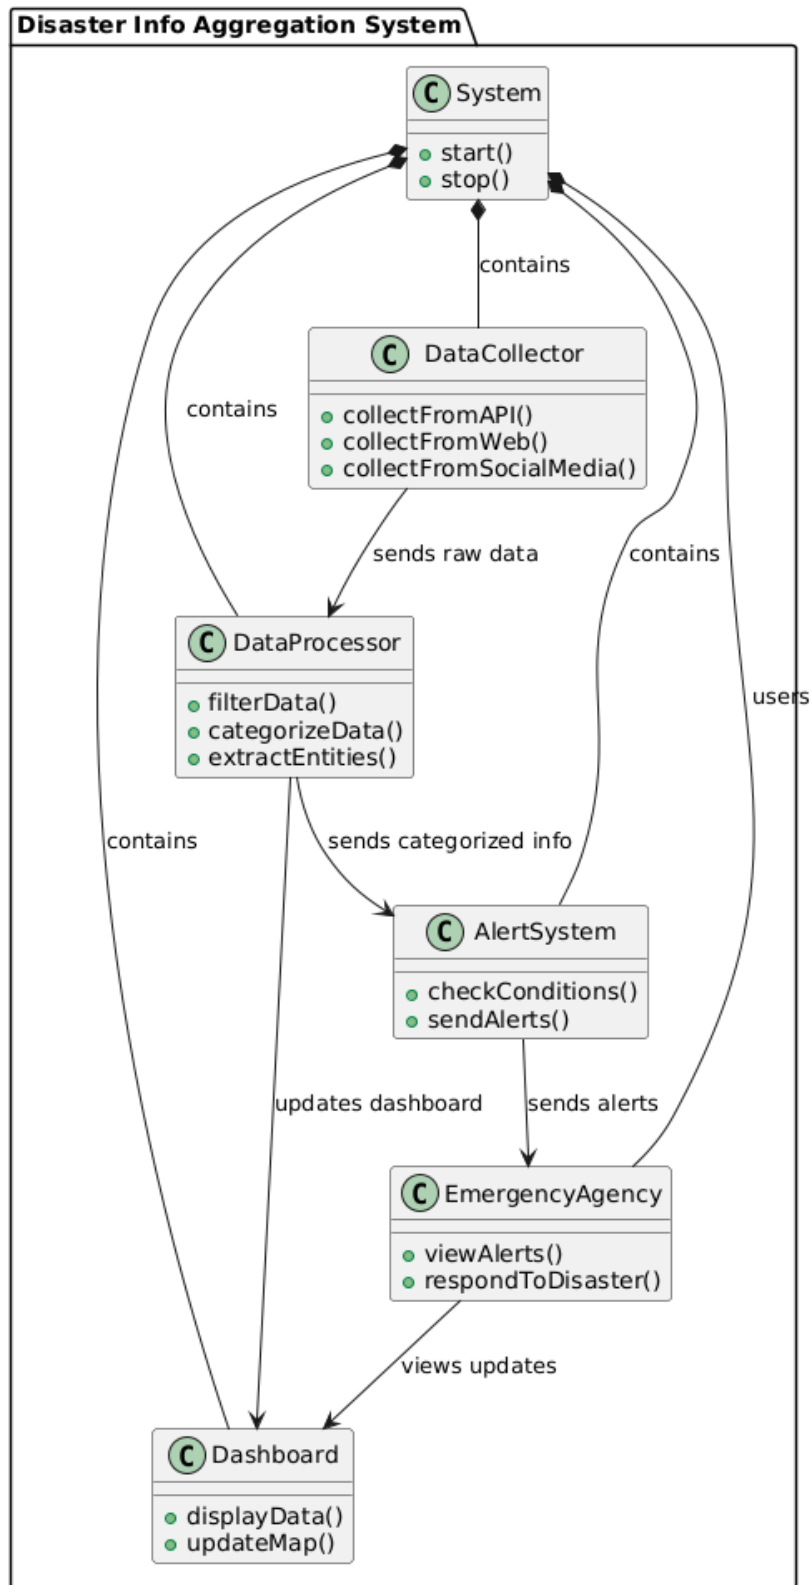 Disaster Info Aggregation System
C System
start()
stop()
contains
C DataCollector
collectFromAPI()
collectFromWeb()
collectFromSocialMedia()
contains
sends raw data
contains
C DataProcessor
filterData()
categorizeData()
extractEntities()
users
contains
sends categorized info
C AlertSystem
checkConditions()
sendAlerts()
updates dashboard
sends alerts
C EmergencyAgency
viewAlerts()
respondToDisaster()
views updates
C Dashboard
displayData()
updateMap()